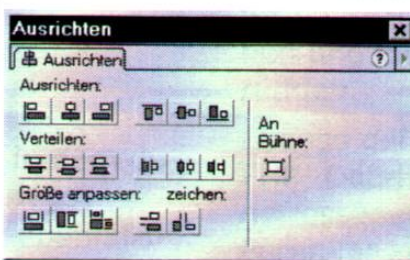 Ausrichten
Ausrichten
?
Ausrichten:
An
Bühne:
Verteilen:
Größe anpassen: zeichen: